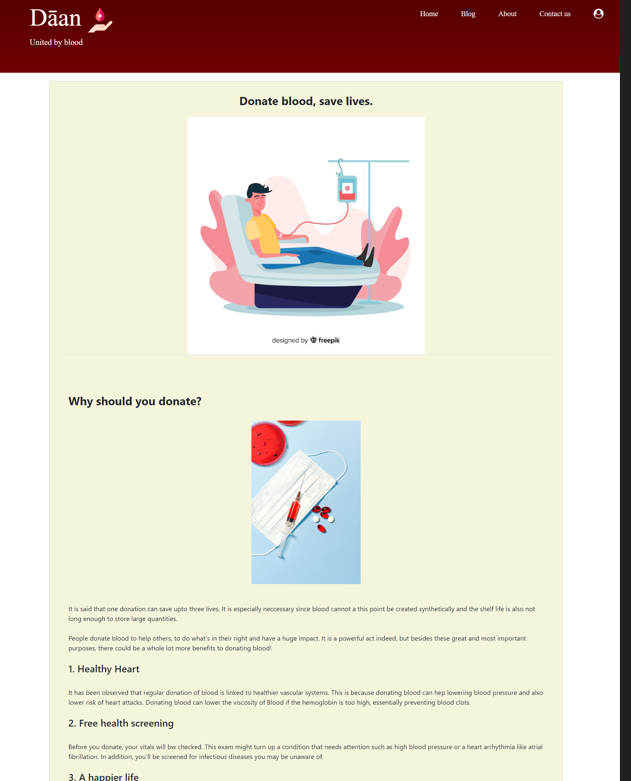 Dāan
Home Blog About Contact us
United by blood
Donate blood, save lives.
designed by freepik
Why should you donate?
It is said that one donation can save upto three lives. It is especially neccessary since blood cannot a this point be created synthetically and the shelf life is also not
long enough to store large quantities.
People donate blood to help others, to do what's in their right and have a huge impact. It is a powerful act indeed, but besides these great and most important
purposes, there could be a whole lot more benefits to donating blood!
1. Healthy Heart
It has been observed that regular donation of blood is linked to healthier vascular systems. This is because donating blood can hep lowering blood pressure and also
lower risk of heart attacks. Donating blood can lower the viscosity of Blood if the hemoglobin is too high, essentially preventing blood clots.
2. Free health screening
Before you donate, your vitals will bw checked. This exam might turn up a condition that needs attention such as high blood pressure or a heart arrhythmia like atrial
fibrillation. In addition, you'll be screened for infectious diseases you may be unaware of.
3. A happier life